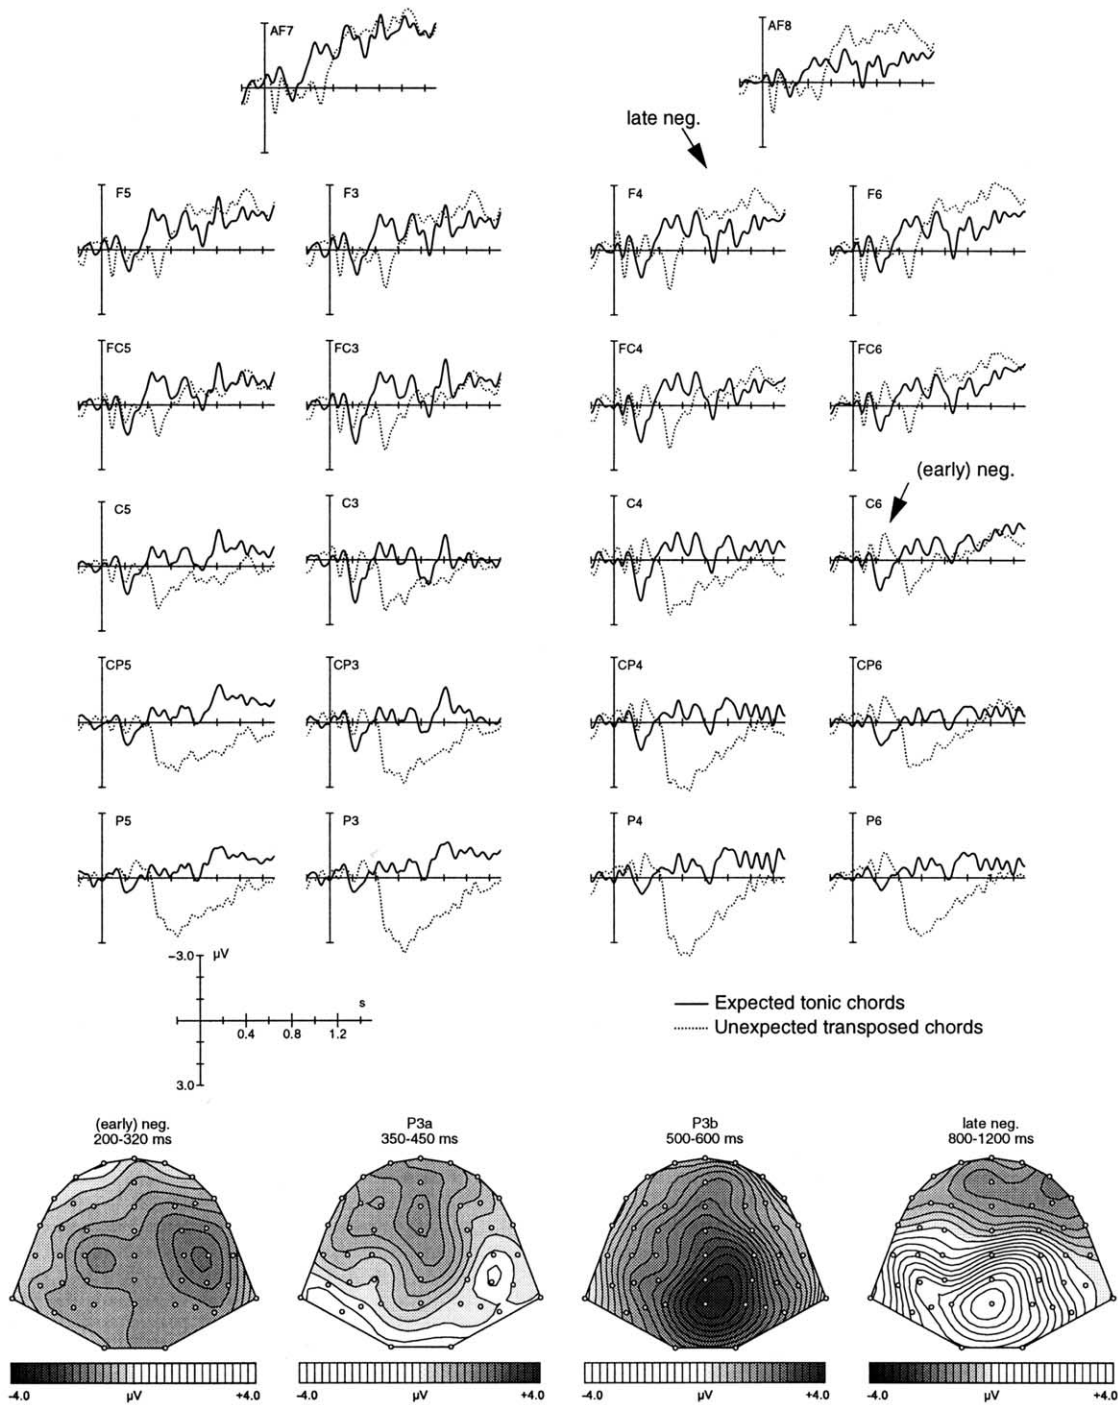 AF7 AF8
late neg.
F5 F3 F4 F6
FC5 FC3 FC4 FC6
(early) neg.
C5 C3 C4 C6
CP5 CP3 CP4 CP6
P5 P3 P4 P6
−3.0 µV
s
0.4 0.8 1.2
3.0
Expected tonic chords
Unexpected transposed chords
(early) neg. P3a P3b late neg.
200-320 ms 350-450 ms 500-600 ms 800-1200 ms
-4.0 +4.0 -4.0 +4.0 -4.0 +4.0 -4.0 +4.0
µV µV µV µV